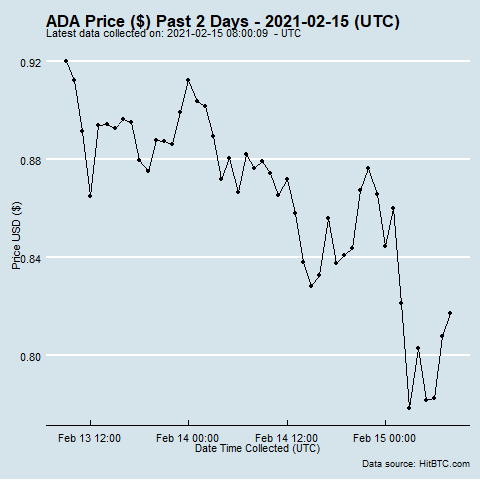 ADA Price ($) Past 2 Days - 2021-02-15 (UTC)
Latest data collected on: 2021-02-15 08:00:09  - UTC
0.92
0.88
0.84
0.80
Price USD ($)
Feb 13 12:00
Feb 14 00:00
Feb 14 12:00
Feb 15 00:00
Date Time Collected (UTC)
Data source: HitBTC.com